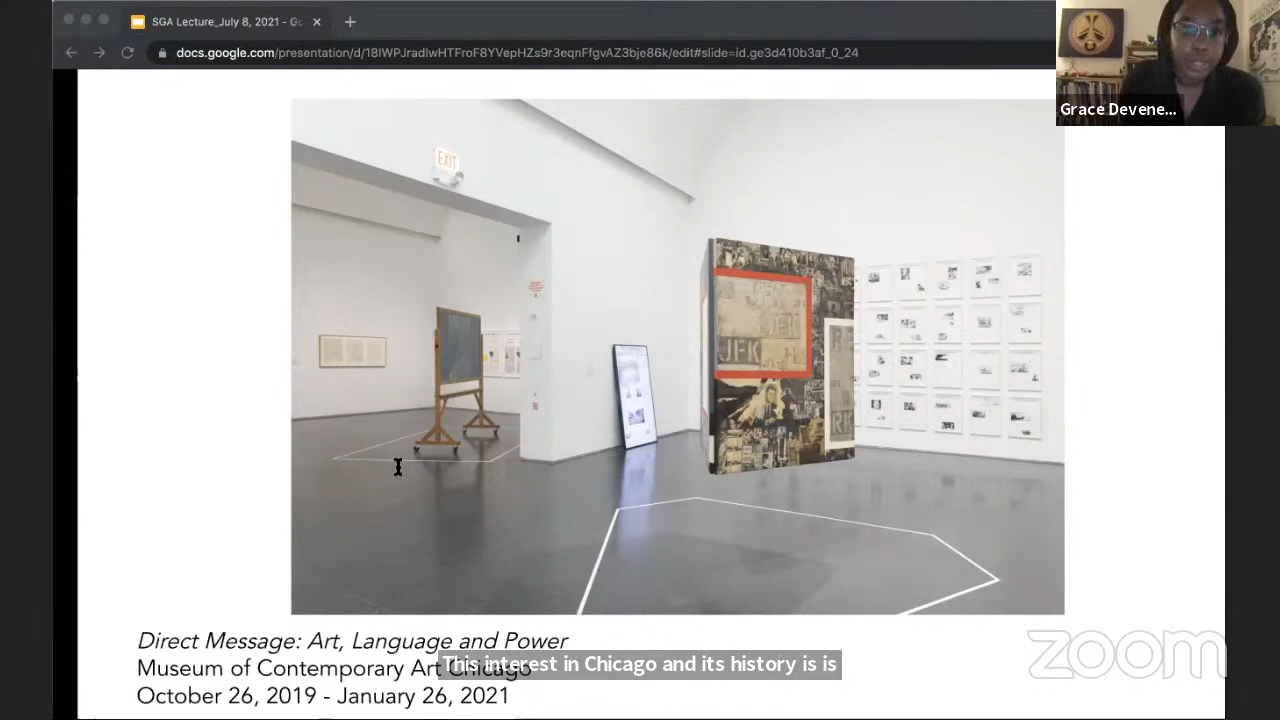 SGA Lecture_July 8, 2021 - Go
docs.google.com/presentation/d/18IWPJradIwHTFroF8YVepHZs9r3eqnFfgvAZ3bje86k/edit#slide=id.ge3d410b3af_0_24
Grace Devene...
EXIT
JFK
Direct Message: Art, Language and Power
Museum of Contemporary Art Chicago
October 26, 2019 - January 26, 2021
This interest in Chicago and its history is is
zoom